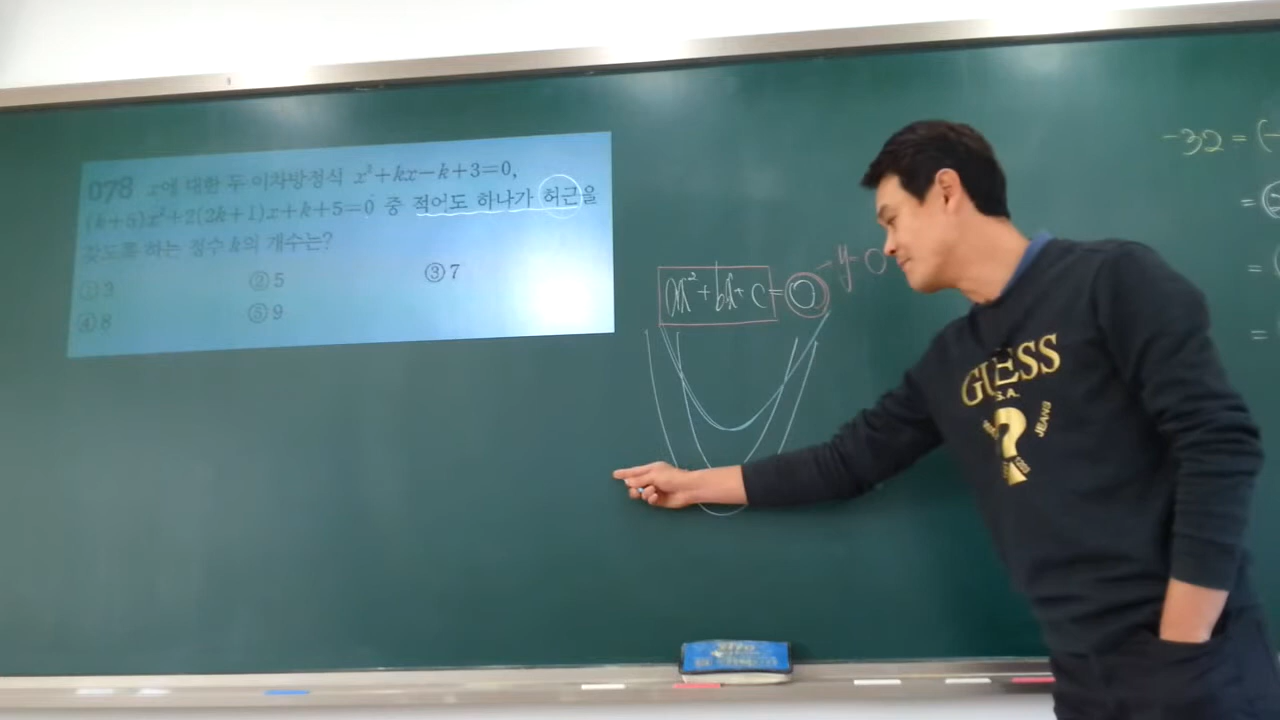 078 x에 대한 두 이차방정식 x²+kx-k+3=0,
(k+5)x²+2(2k+1)x+k+5=0 중 적어도 하나가 허근을
갖도록 하는 정수 k의 개수는?
① 3 ② 5 ③ 7
④ 8 ⑤ 9
ax²+bx+c=0 y=0
-32=(-
=
=
=
GUESS
U.S.A.
?
JEANS